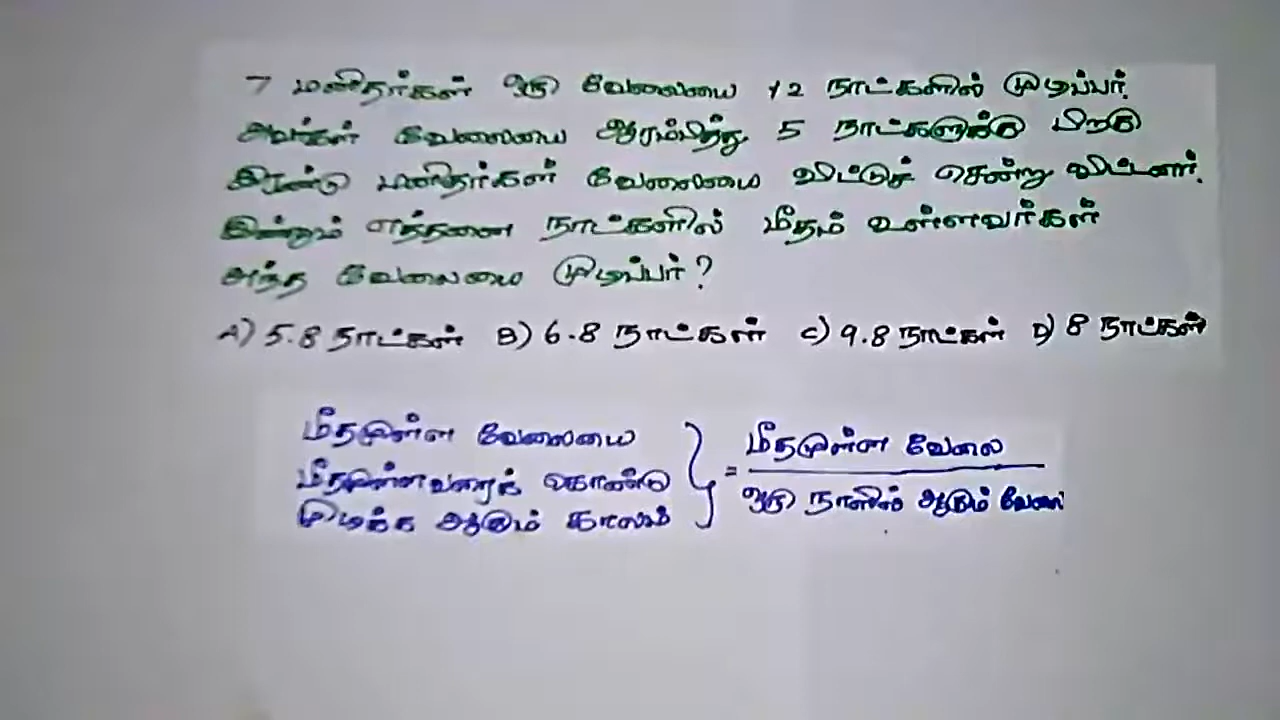 7 மனிதர்கள் ஒரு வேலையை 12 நாட்களில் முடிப்பர்.
அவர்கள் வேலையை ஆரம்பித்து 5 நாட்களுக்கு பிறகு
இரண்டு மனிதர்கள் வேலையை விட்டுச் சென்று விட்டனர்.
இன்னும் எத்தனை நாட்களில் மீதம் உள்ளவர்கள்
அந்த வேலையை முடிப்பர்?
A) 5.8 நாட்கள் B) 6.8 நாட்கள் C) 9.8 நாட்கள் D) 8 நாட்கள்
மீதமுள்ள வேலையை
மீதமுள்ளவரைக் கொண்டு
முடிக்க ஆகும் காலம்
} = மீதமுள்ள வேலை
ஒரு நாளில் ஆகும் வேலை